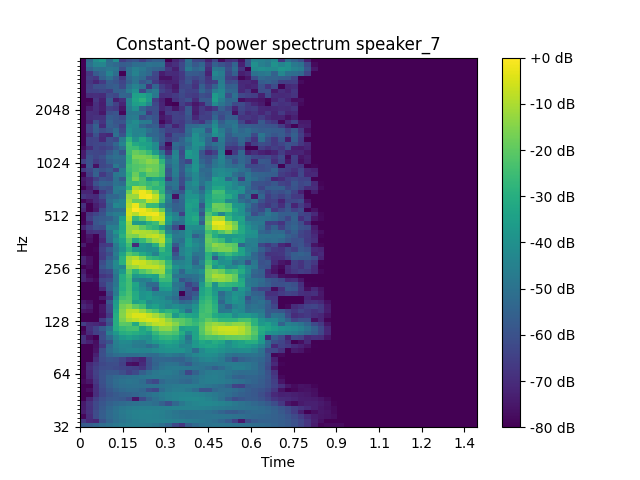 Constant-Q power spectrum speaker_7
Hz
2048
1024
512
256
128
64
32
0 0.15 0.3 0.45 0.6 0.75 0.9 1.1 1.2 1.4
Time
+0 dB
-10 dB
-20 dB
-30 dB
-40 dB
-50 dB
-60 dB
-70 dB
-80 dB